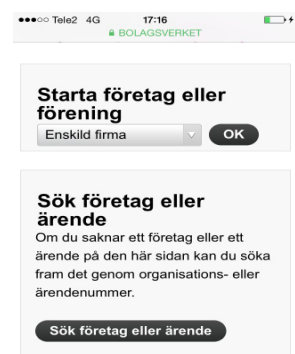 Tele2 4G 17:16
BOLAGSVERKET
Starta företag eller
förening
Enskild firma OK
Sök företag eller
ärende
Om du saknar ett företag eller ett
ärende på den här sidan kan du söka
fram det genom organisations- eller
ärendenummer.
Sök företag eller ärende